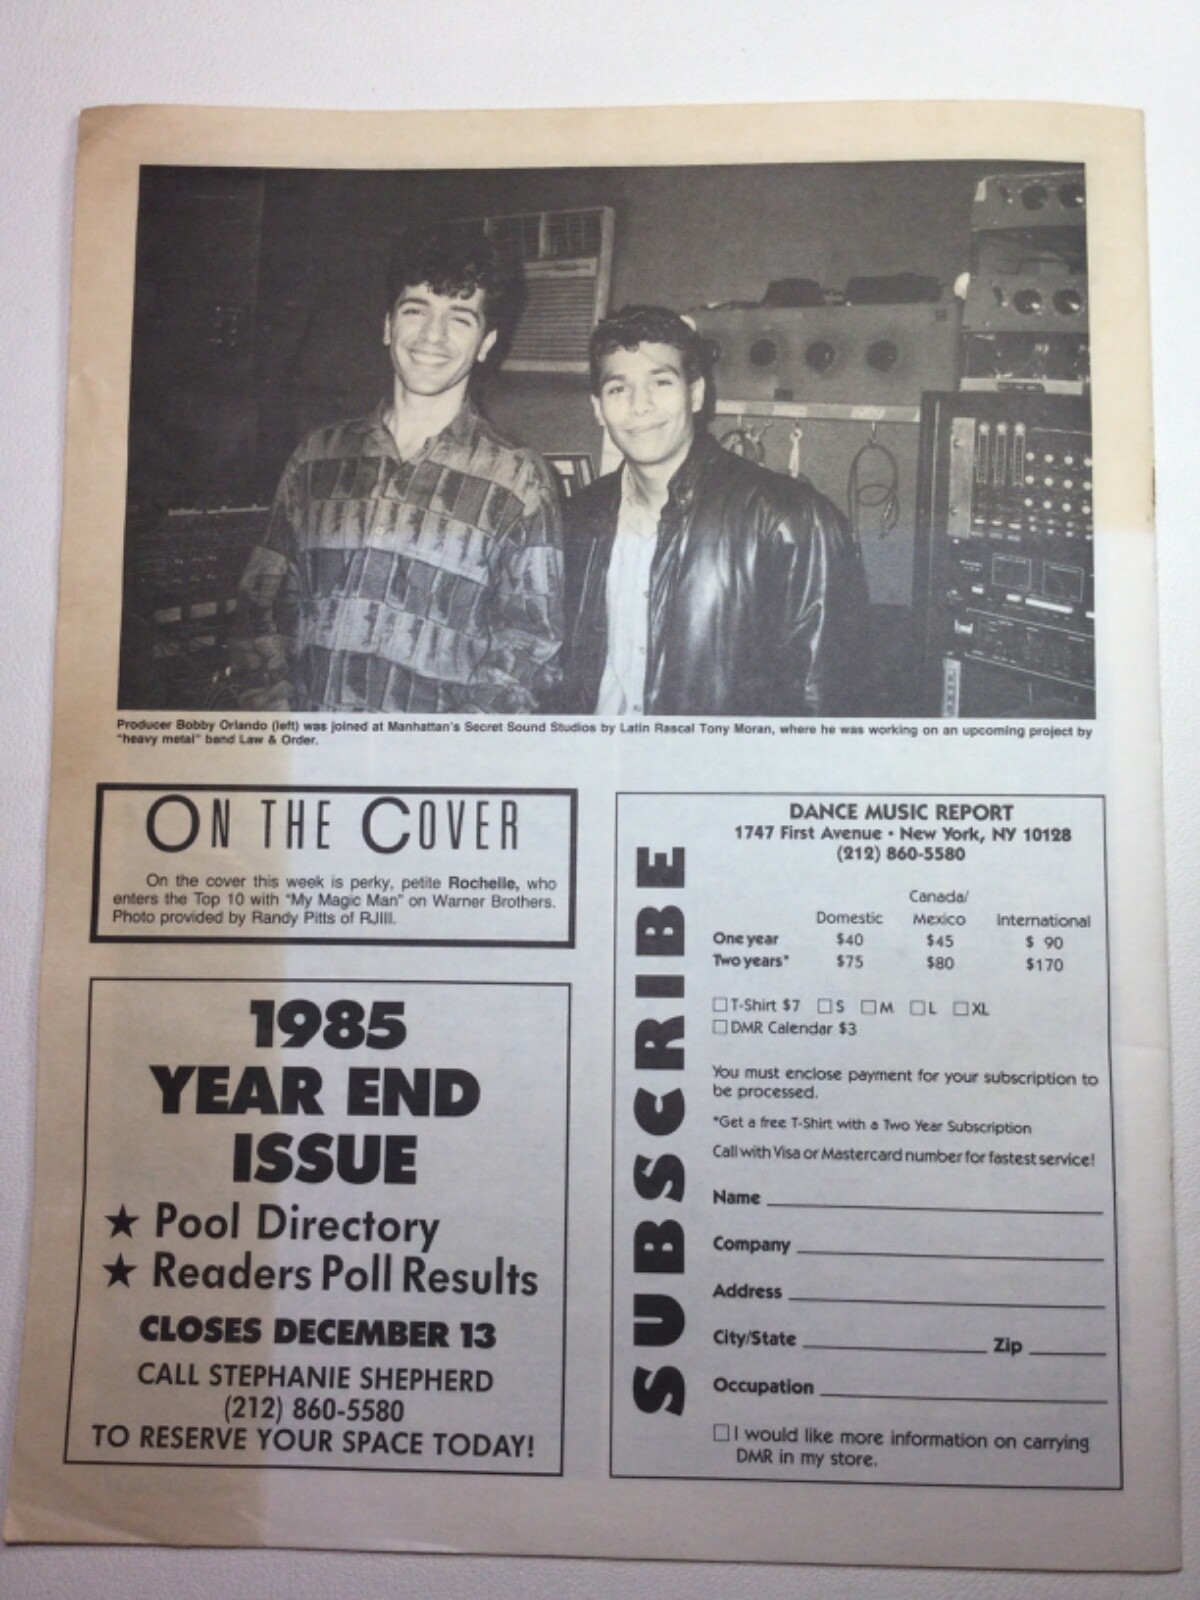 Producer Bobby Orlando (left) was joined at Manhattan's Secret Sound Studios by Latin Rascal Tony Moran, where he was working on an upcoming project by
"heavy metal" band Law & Order.
ON THE COVER
On the cover this week is perky, petite Rochelle, who
enters the Top 10 with "My Magic Man" on Warner Brothers.
Photo provided by Randy Pitts of RJIII.
1985
YEAR END
ISSUE
★ Pool Directory
★ Readers Poll Results
CLOSES DECEMBER 13
CALL STEPHANIE SHEPHERD
(212) 860-5580
TO RESERVE YOUR SPACE TODAY!
SUBSCRIBE
DANCE MUSIC REPORT
1747 First Avenue • New York, NY 10128
(212) 860-5580
Canada/
Domestic Mexico International
One year $40 $45 $ 90
Two years* $75 $80 $170
☐ T-Shirt $7 ☐ S ☐ M ☐ L ☐ XL
☐ DMR Calendar $3
You must enclose payment for your subscription to
be processed.
*Get a free T-Shirt with a Two Year Subscription
Call with Visa or Mastercard number for fastest service!
Name
Company
Address
City/State Zip
Occupation
☐ I would like more information on carrying
DMR in my store.